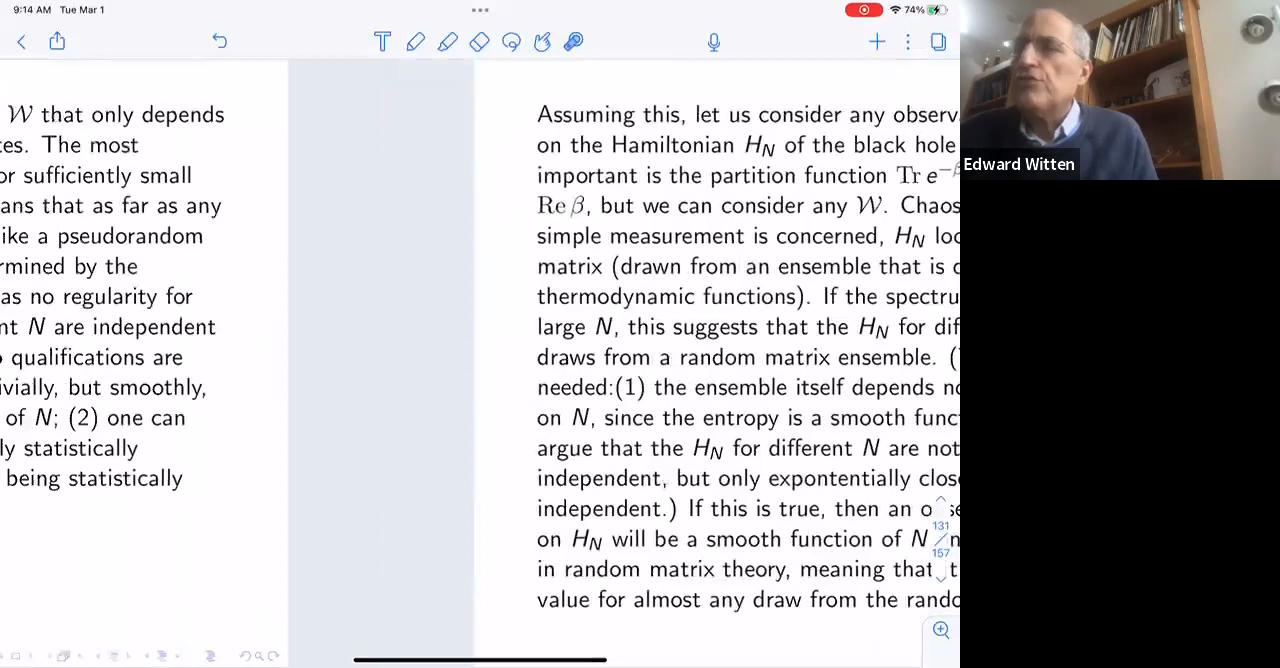 9:14 AM Tue Mar 1
74%
T
W that only depends
tes. The most
or sufficiently small
ans that as far as any
ike a pseudorandom
rmined by the
as no regularity for
nt N are independent
qualifications are
ivially, but smoothly,
of N; (2) one can
ly statistically
being statistically
Assuming this, let us consider any observ
on the Hamiltonian H_N of the black hole
important is the partition function Tr e^{-β
Re β, but we can consider any W. Chaos
simple measurement is concerned, H_N loo
matrix (drawn from an ensemble that is d
thermodynamic functions). If the spectru
large N, this suggests that the H_N for dif
draws from a random matrix ensemble. (
needed:(1) the ensemble itself depends no
on N, since the entropy is a smooth func
argue that the H_N for different N are not
independent, but only expontentially close
independent.) If this is true, then an o se
on H_N will be a smooth function of N
in random matrix theory, meaning that t
value for almost any draw from the rando
131
157
Edward Witten